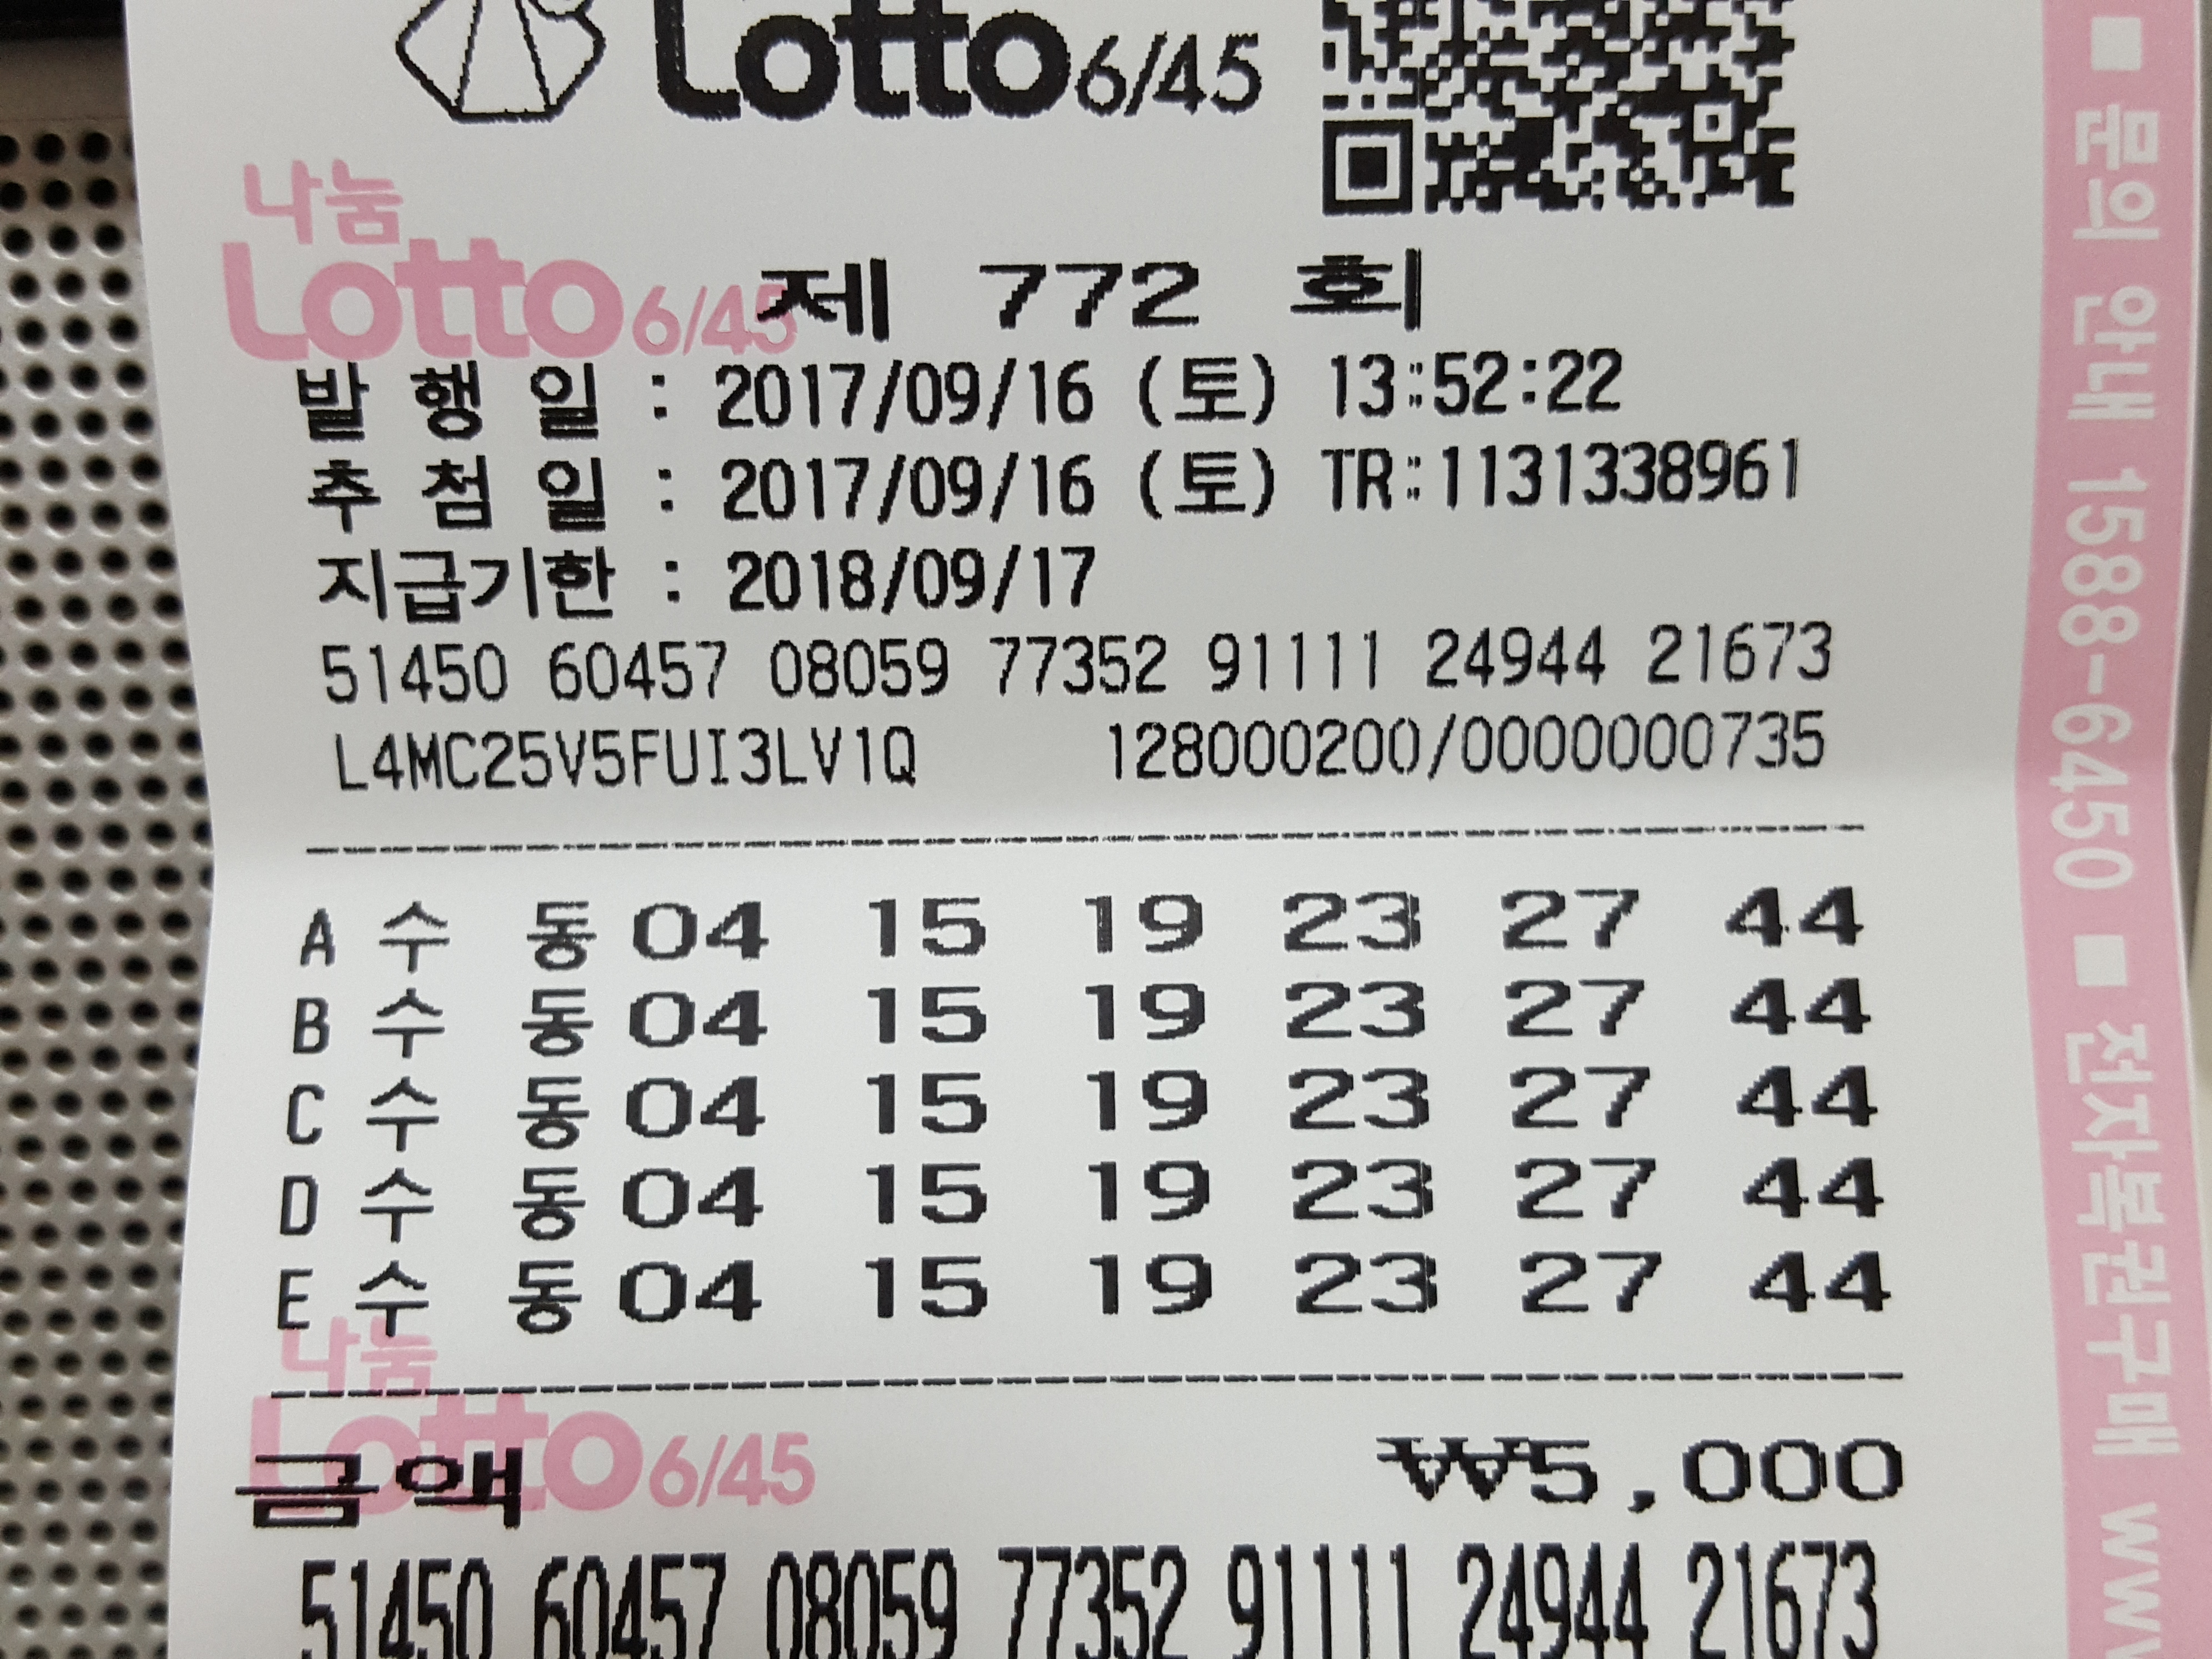 Lotto 6/45
나눔
Lotto 6/45
제 772 회
발 행 일 : 2017/09/16 (토) 13:52:22
추 첨 일 : 2017/09/16 (토) TR:1131338961
지급기한 : 2018/09/17
51450 60457 08059 77352 91111 24944 21673
L4MC25V5FUI3LV1Q 128000200/0000000735
A 수 동 04 15 19 23 27 44
B 수 동 04 15 19 23 27 44
C 수 동 04 15 19 23 27 44
D 수 동 04 15 19 23 27 44
E 수 동 04 15 19 23 27 44
나눔
Lotto 6/45
금액 ₩5,000
51450 60457 08059 77352 91111 24944 21673
■ 문의 안내 1588-6450 ■ 전자복권구매 www